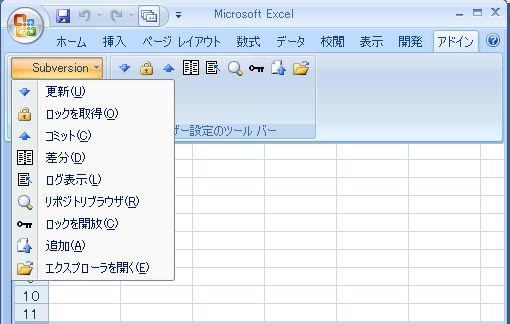 Microsoft Excel
ホーム 挿入 ページ レイアウト 数式 データ 校閲 表示 開発 アドイン
Subversion
更新(U)
ロックを取得(O)
コミット(C)
差分(D)
ログ表示(L)
リポジトリブラウザ(R)
ロックを開放(C)
追加(A)
エクスプローラを開く(E)
ザー設定のツール バー
10
11